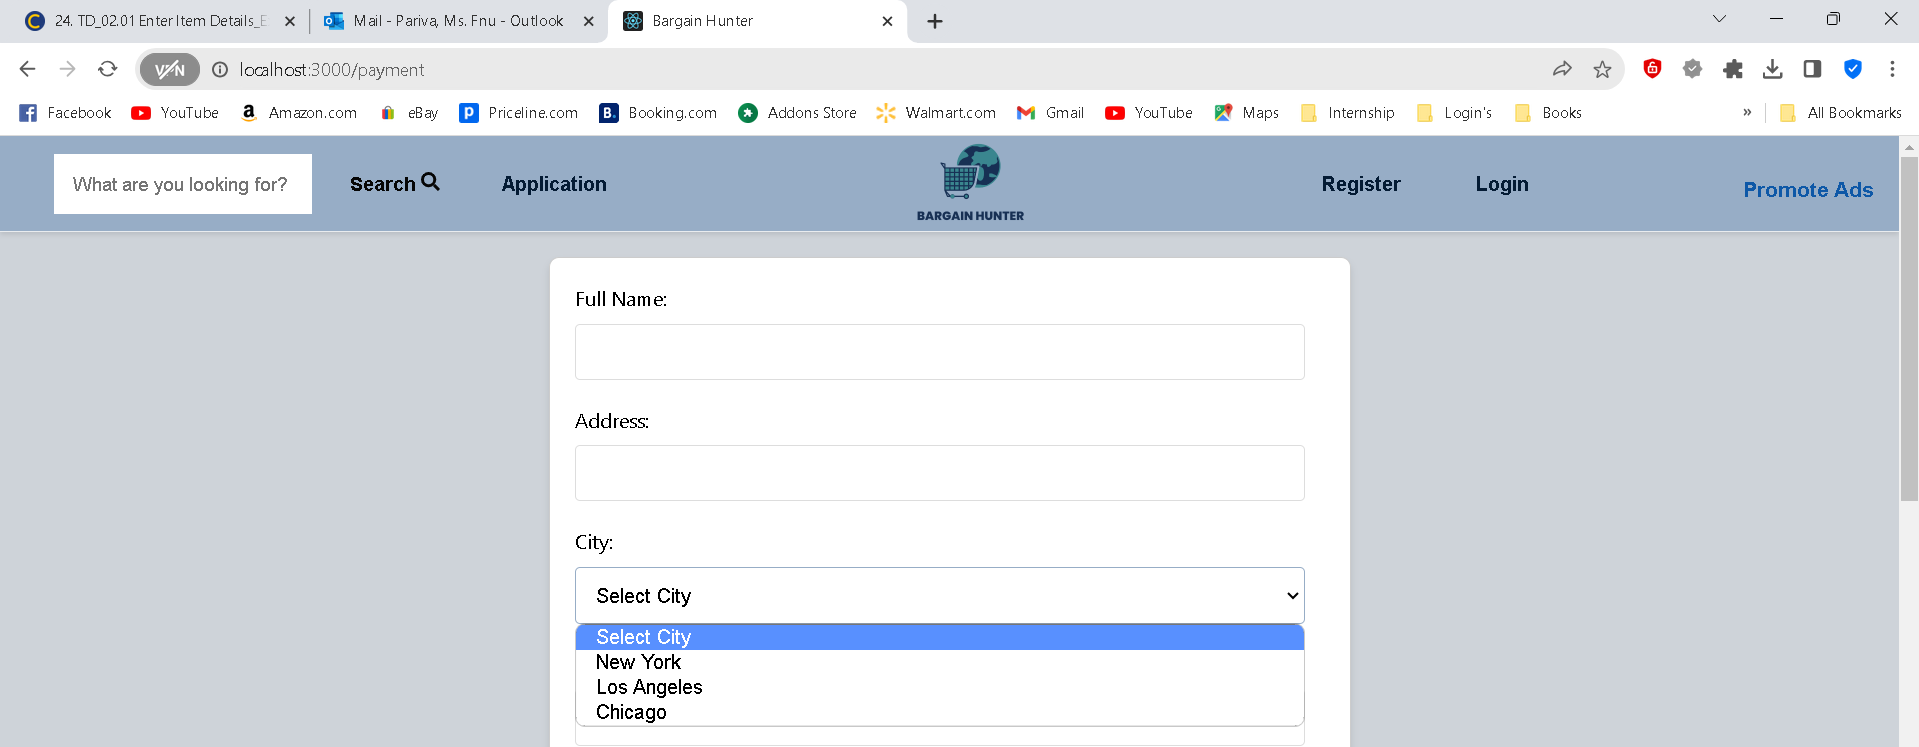 24. TD_02.01 Enter Item Details_E
Mail - Pariva, Ms. Fnu - Outlook
Bargain Hunter
VPN
localhost:3000/payment
Facebook
YouTube
Amazon.com
eBay
Priceline.com
B.
Booking.com
Addons Store
Walmart.com
Gmail
YouTube
Maps
Internship
Login's
Books
»
All Bookmarks
What are you looking for?
Search
Application
BARGAIN HUNTER
Register
Login
Promote Ads
Full Name:
Address:
City:
Select City
Select City
New York
Los Angeles
Chicago